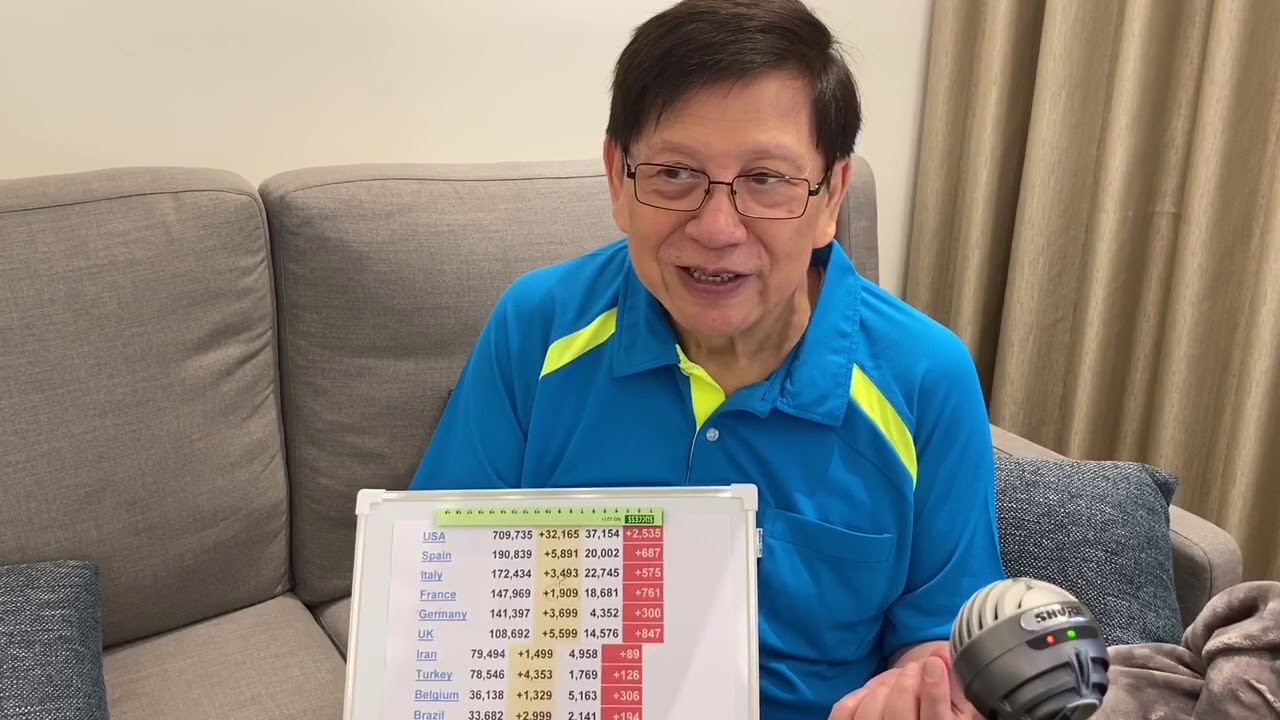 SUCCESS
USA 709,735 +32,165 37,154 +2,535
Spain 190,839 +5,891 20,002 +687
Italy 172,434 +3,493 22,745 +575
France 147,969 +1,909 18,681 +761
Germany 141,397 +3,699 4,352 +300
UK 108,692 +5,599 14,576 +847
Iran 79,494 +1,499 4,958 +89
Turkey 78,546 +4,353 1,769 +126
Belgium 36,138 +1,329 5,163 +306
Brazil 33,682 +2,999 2,141 +194
SHURE